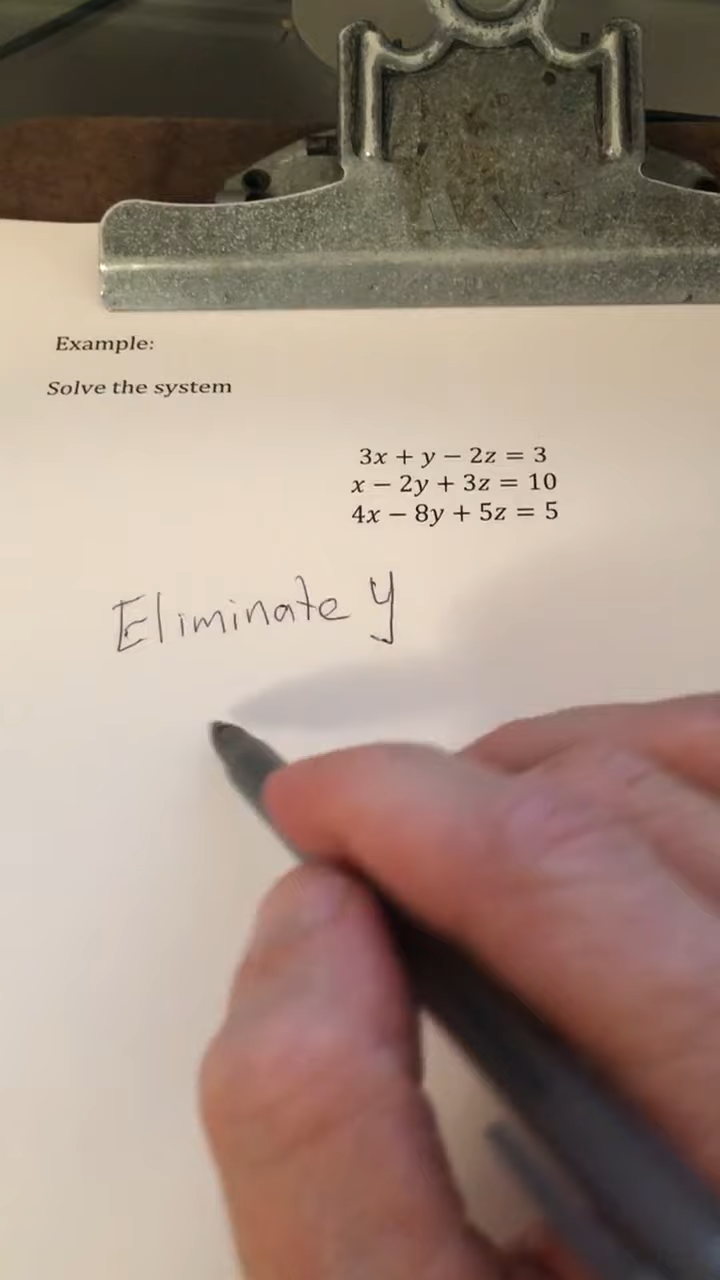 Example:
Solve the system
3x + y − 2z = 3
x − 2y + 3z = 10
4x − 8y + 5z = 5
Eliminate y